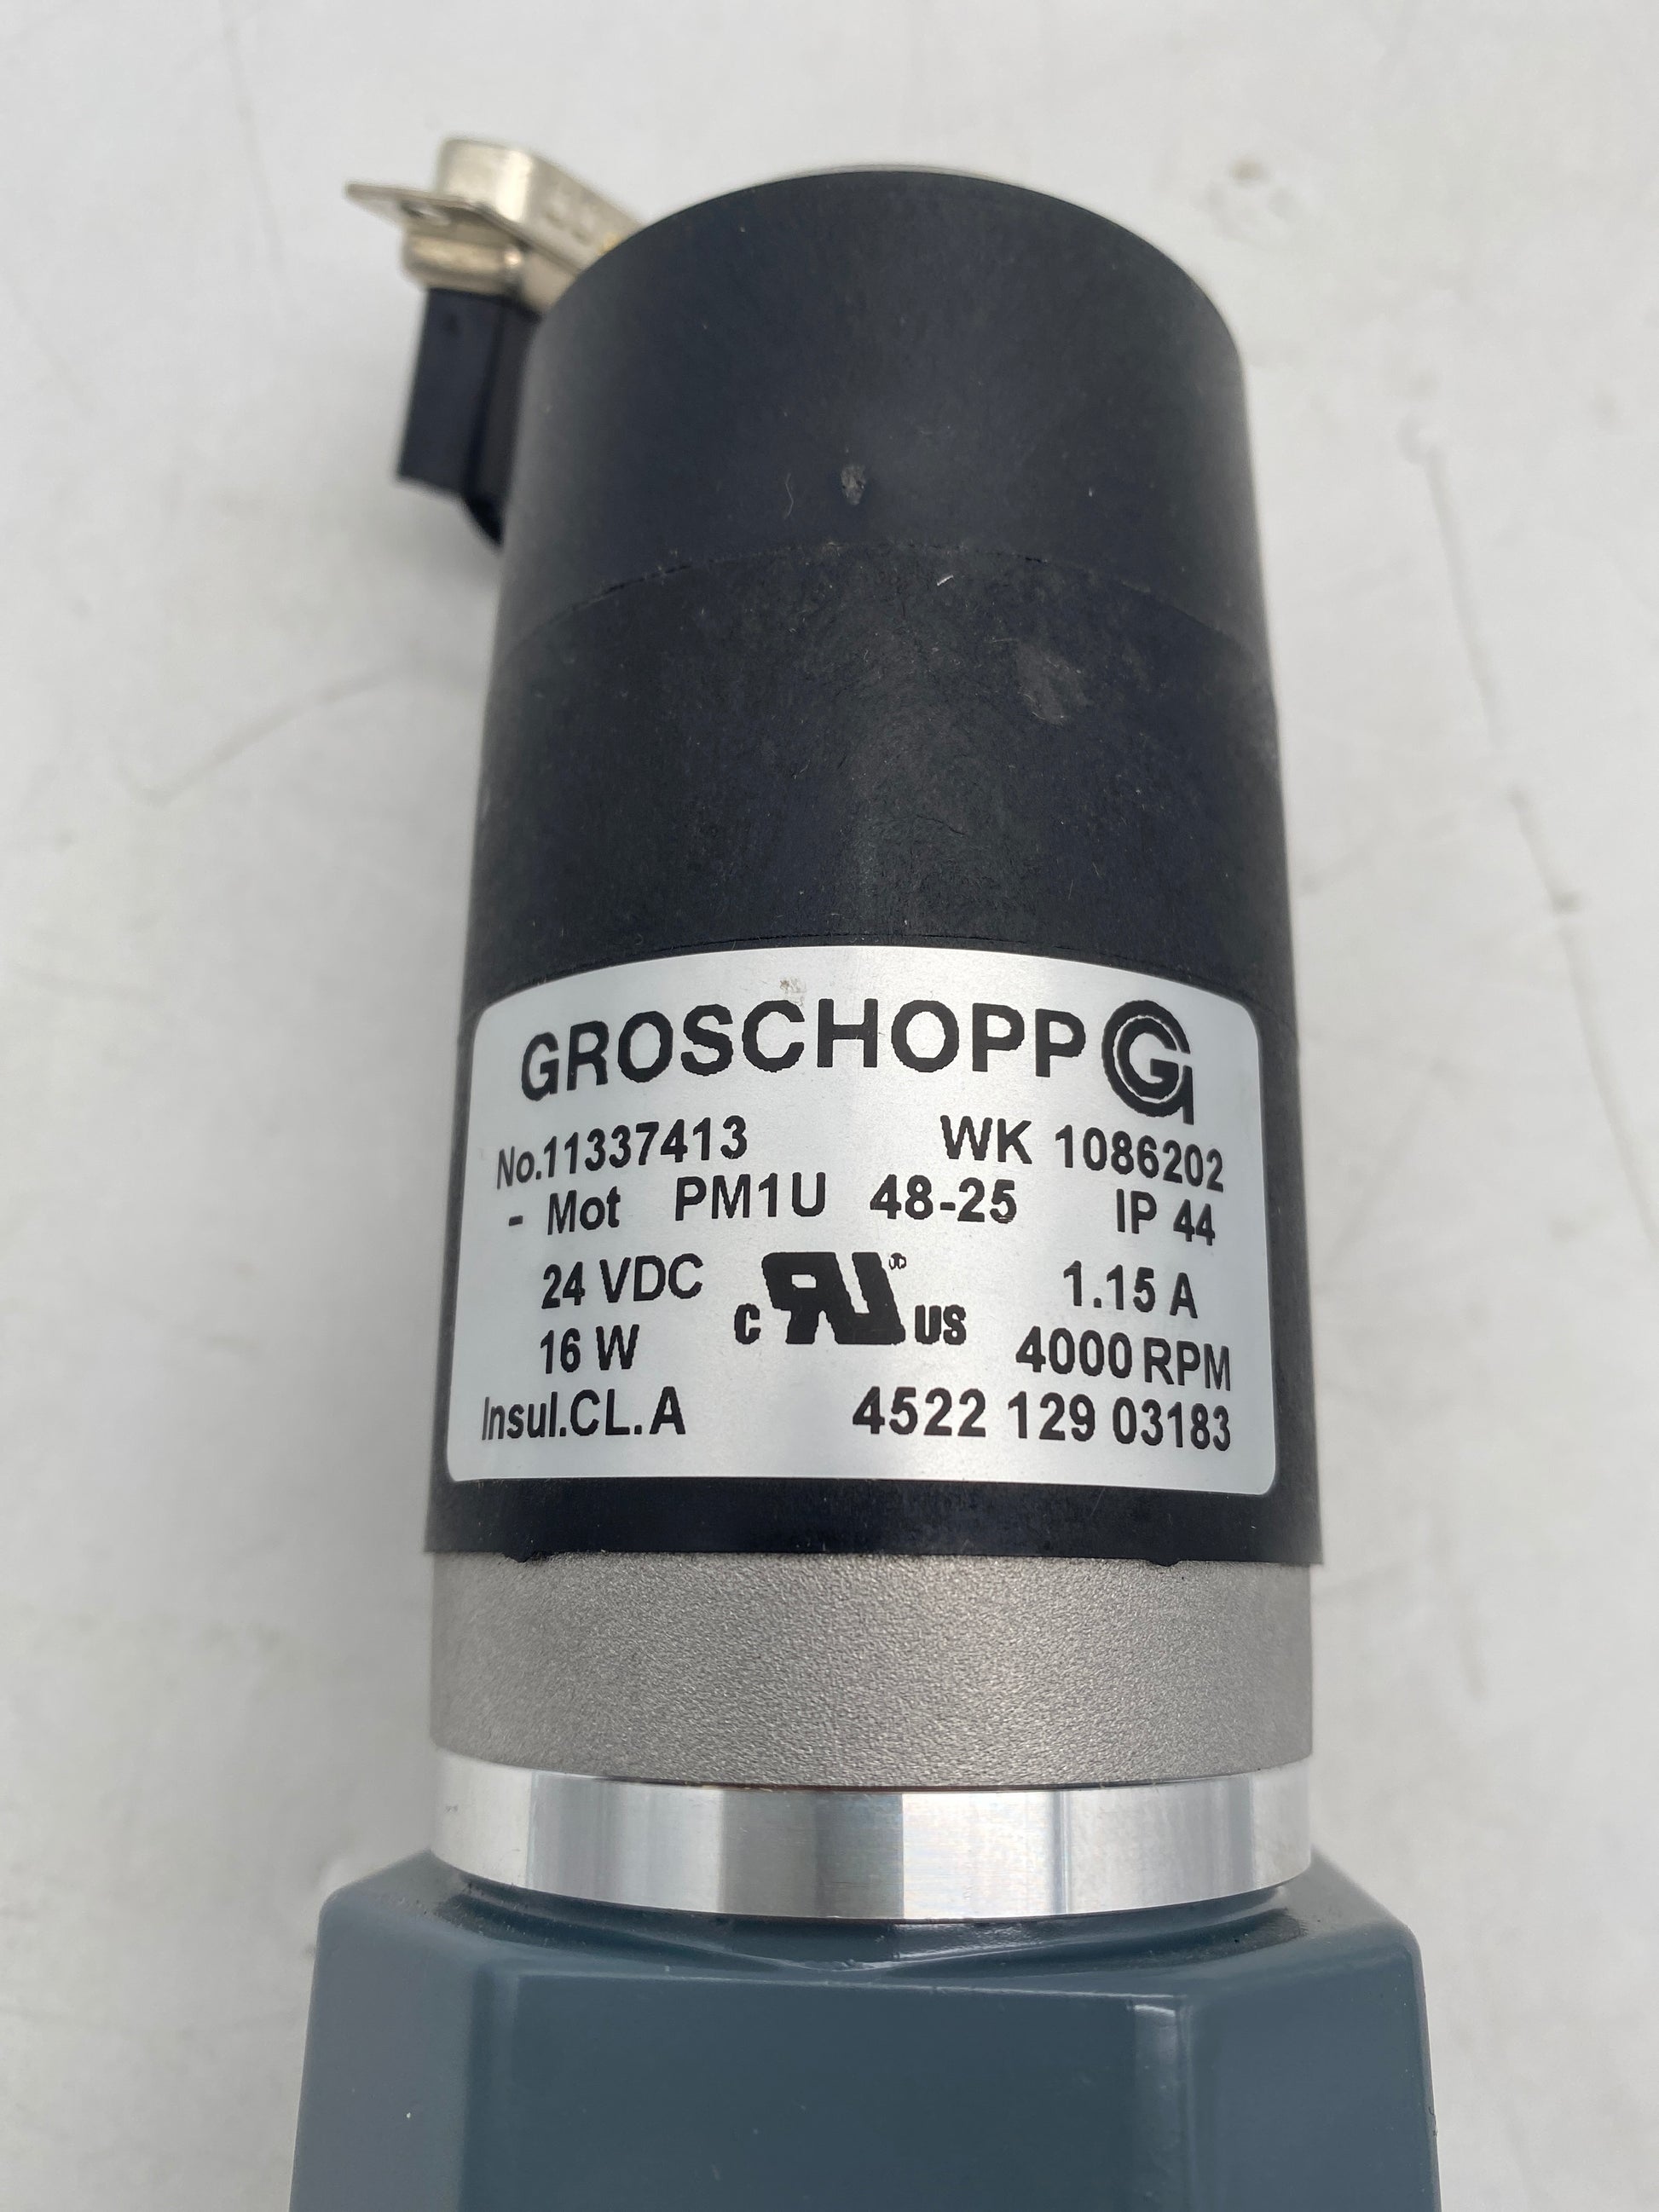 GROSCHOPP G
No.11337413 WK 1086202
- Mot PM1U 48-25 IP 44
24 VDC 1.15 A
c RU ® US
16 W 4000 RPM
Insul.CL.A 4522 129 03183